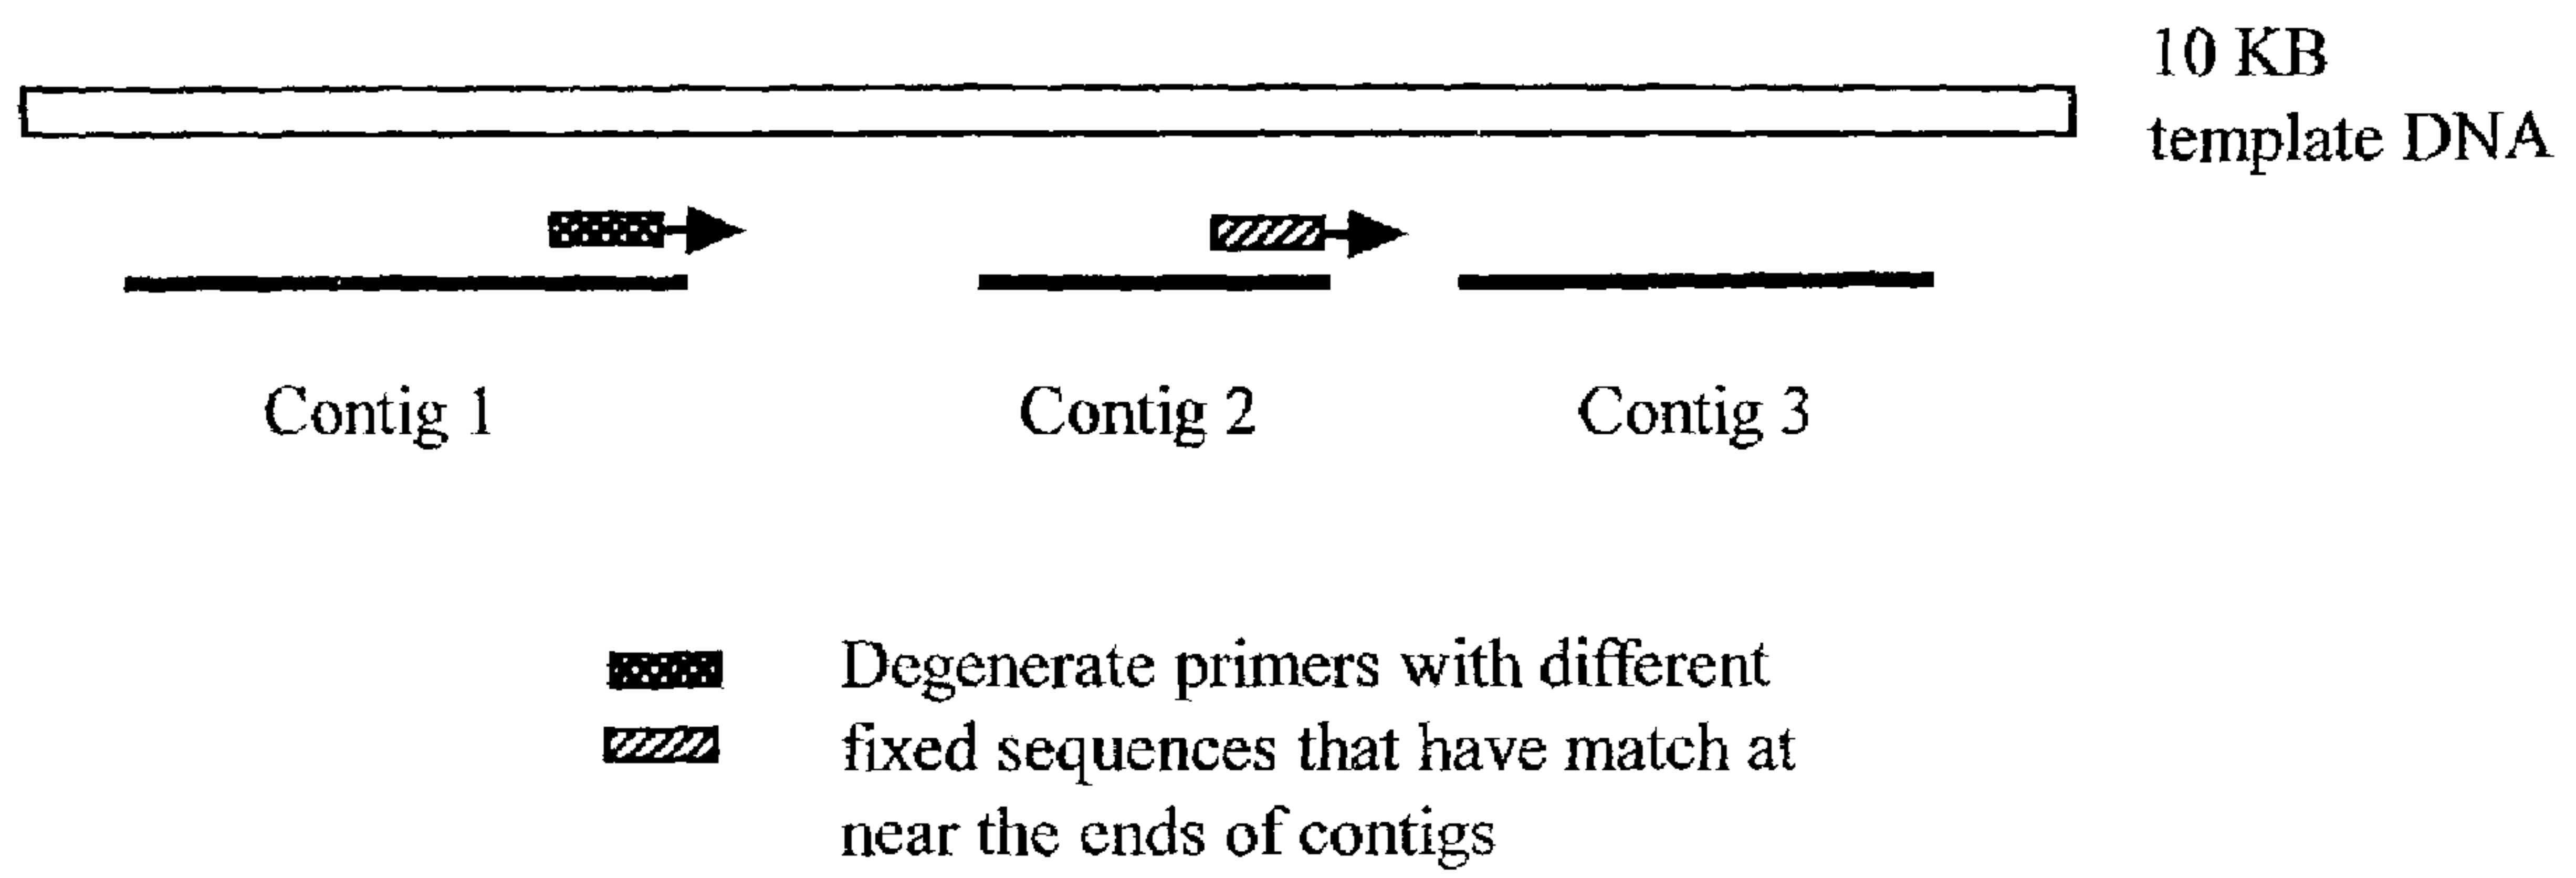 10 KB
template DNA
Contig 1
Contig 2
Contig 3
Degenerate primers with different
fixed sequences that have match at
near the ends of contigs